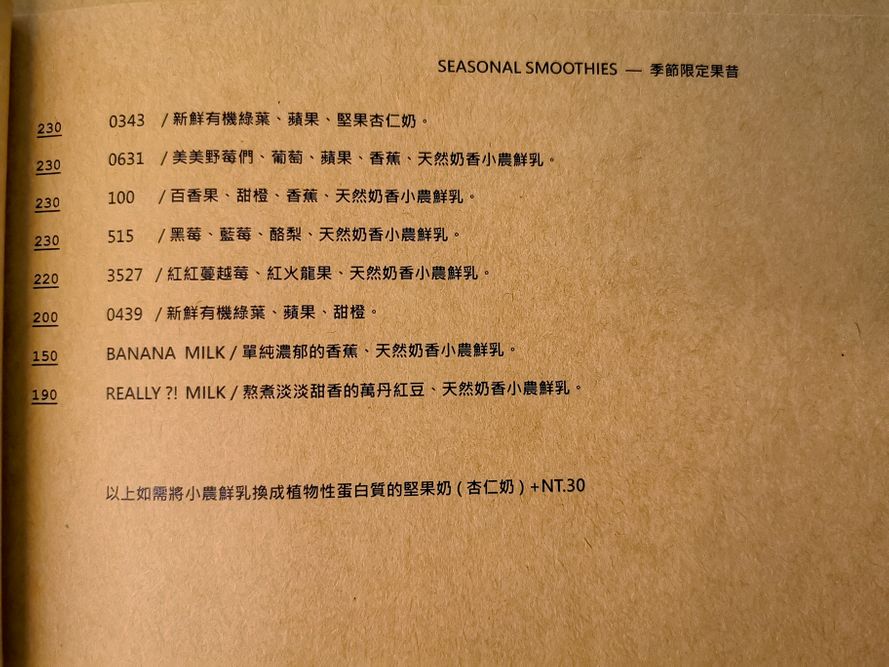 SEASONAL SMOOTHIES — 季節限定果昔
230 0343 / 新鮮有機綠葉、蘋果、堅果杏仁奶。
230 0631 / 美美野莓們、葡萄、蘋果、香蕉、天然奶香小農鮮乳。
230 100 / 百香果、甜橙、香蕉、天然奶香小農鮮乳。
230 515 / 黑莓、藍莓、酪梨、天然奶香小農鮮乳。
220 3527 / 紅紅蔓越莓、紅火龍果、天然奶香小農鮮乳。
200 0439 / 新鮮有機綠葉、蘋果、甜橙。
150 BANANA MILK / 單純濃郁的香蕉、天然奶香小農鮮乳。
190 REALLY ?! MILK / 熬煮淡淡甜香的萬丹紅豆、天然奶香小農鮮乳。
以上如需將小農鮮乳換成植物性蛋白質的堅果奶 ( 杏仁奶 ) +NT.30